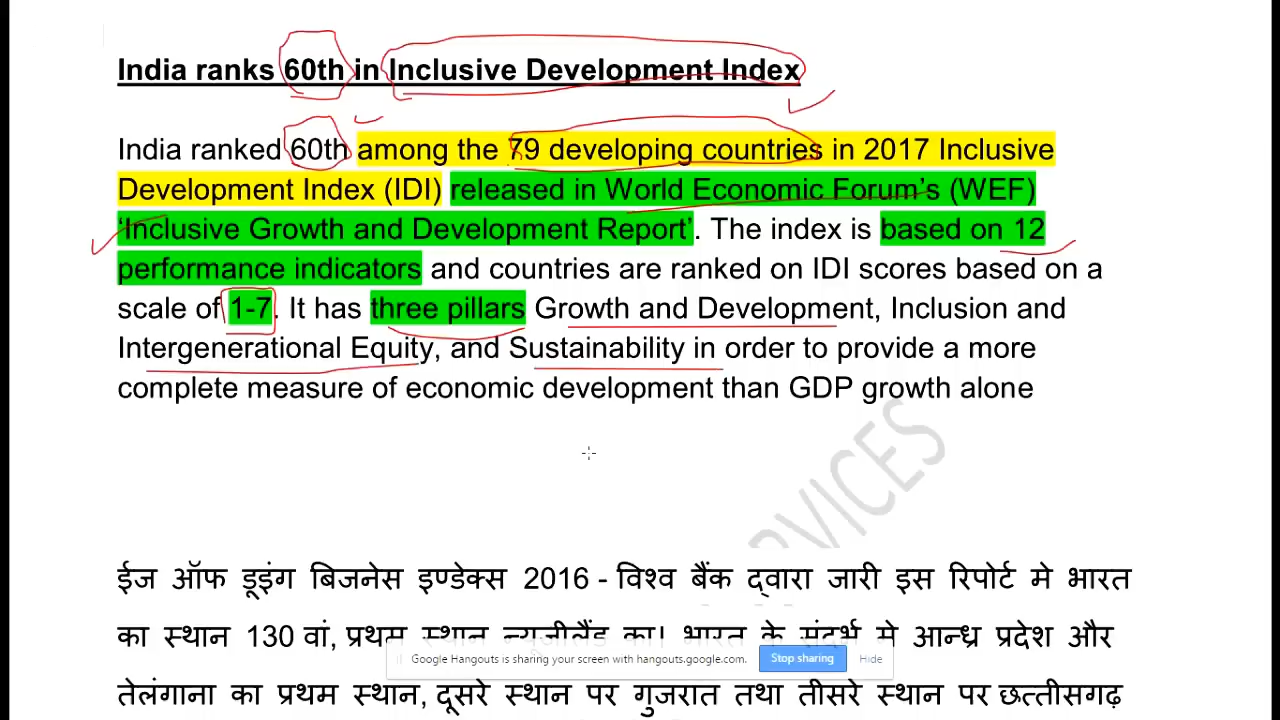 India ranks 60th in Inclusive Development Index
India ranked 60th among the 79 developing countries in 2017 Inclusive
Development Index (IDI) released in World Economic Forum's (WEF)
'Inclusive Growth and Development Report'. The index is based on 12
performance indicators and countries are ranked on IDI scores based on a
scale of 1-7. It has three pillars Growth and Development, Inclusion and
Intergenerational Equity, and Sustainability in order to provide a more
complete measure of economic development than GDP growth alone
VICES
ईज ऑफ डूइंग बिजनेस इण्डेक्स 2016 - विश्व बैंक द्वारा जारी इस रिपोर्ट मे भारत
का स्थान 130 वां, प्रथम स्थान न्यूजीलैंड का। भारत के संदर्भ मे आन्ध्र प्रदेश और
Google Hangouts is sharing your screen with hangouts.google.com. Stop sharing Hide
तेलंगाना का प्रथम स्थान, दूसरे स्थान पर गुजरात तथा तीसरे स्थान पर छत्तीसगढ़